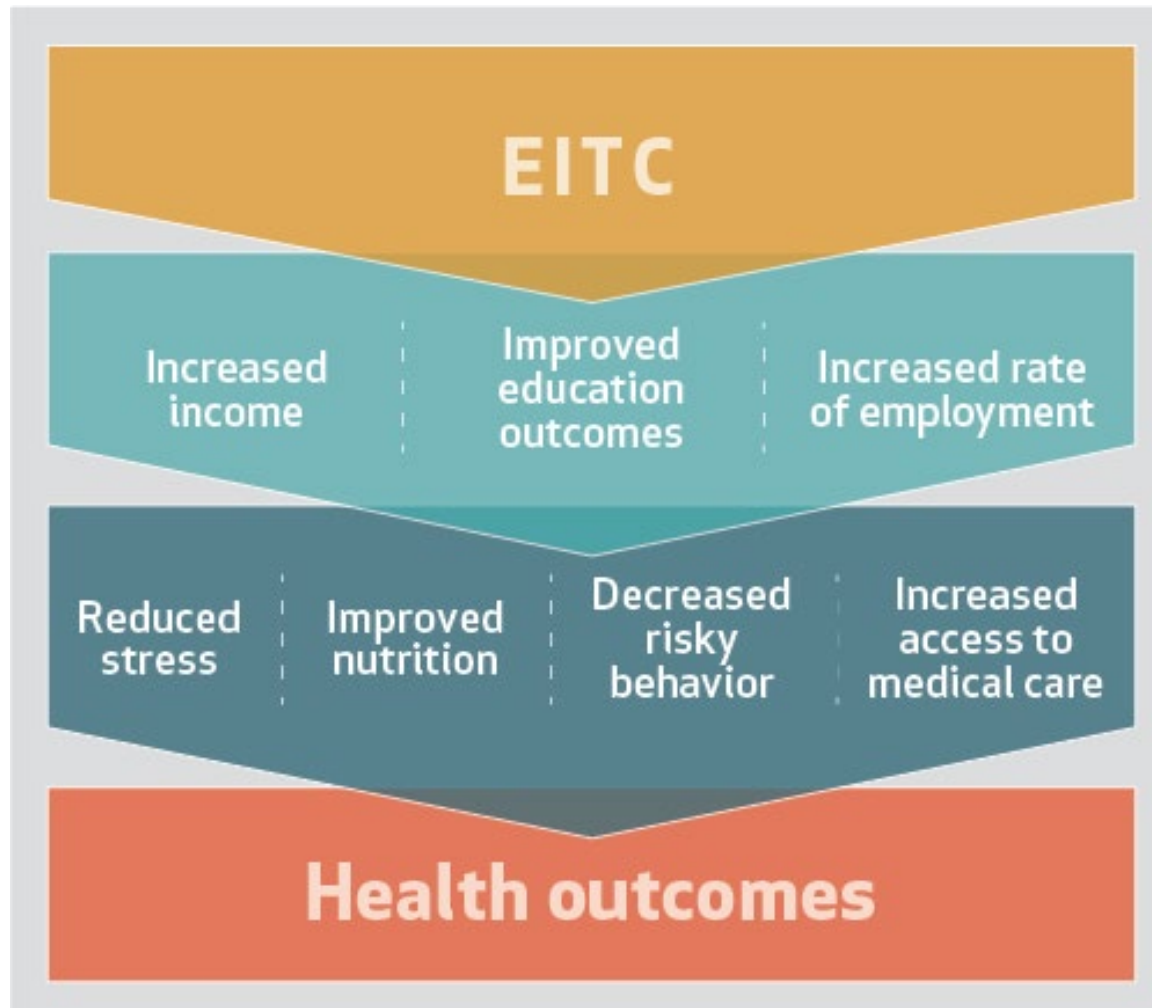 EITC
Increased
income
Improved
education
outcomes
Increased rate
of employment
Reduced
stress
Improved
nutrition
Decreased
risky
behavior
Increased
access to
medical care
Health outcomes